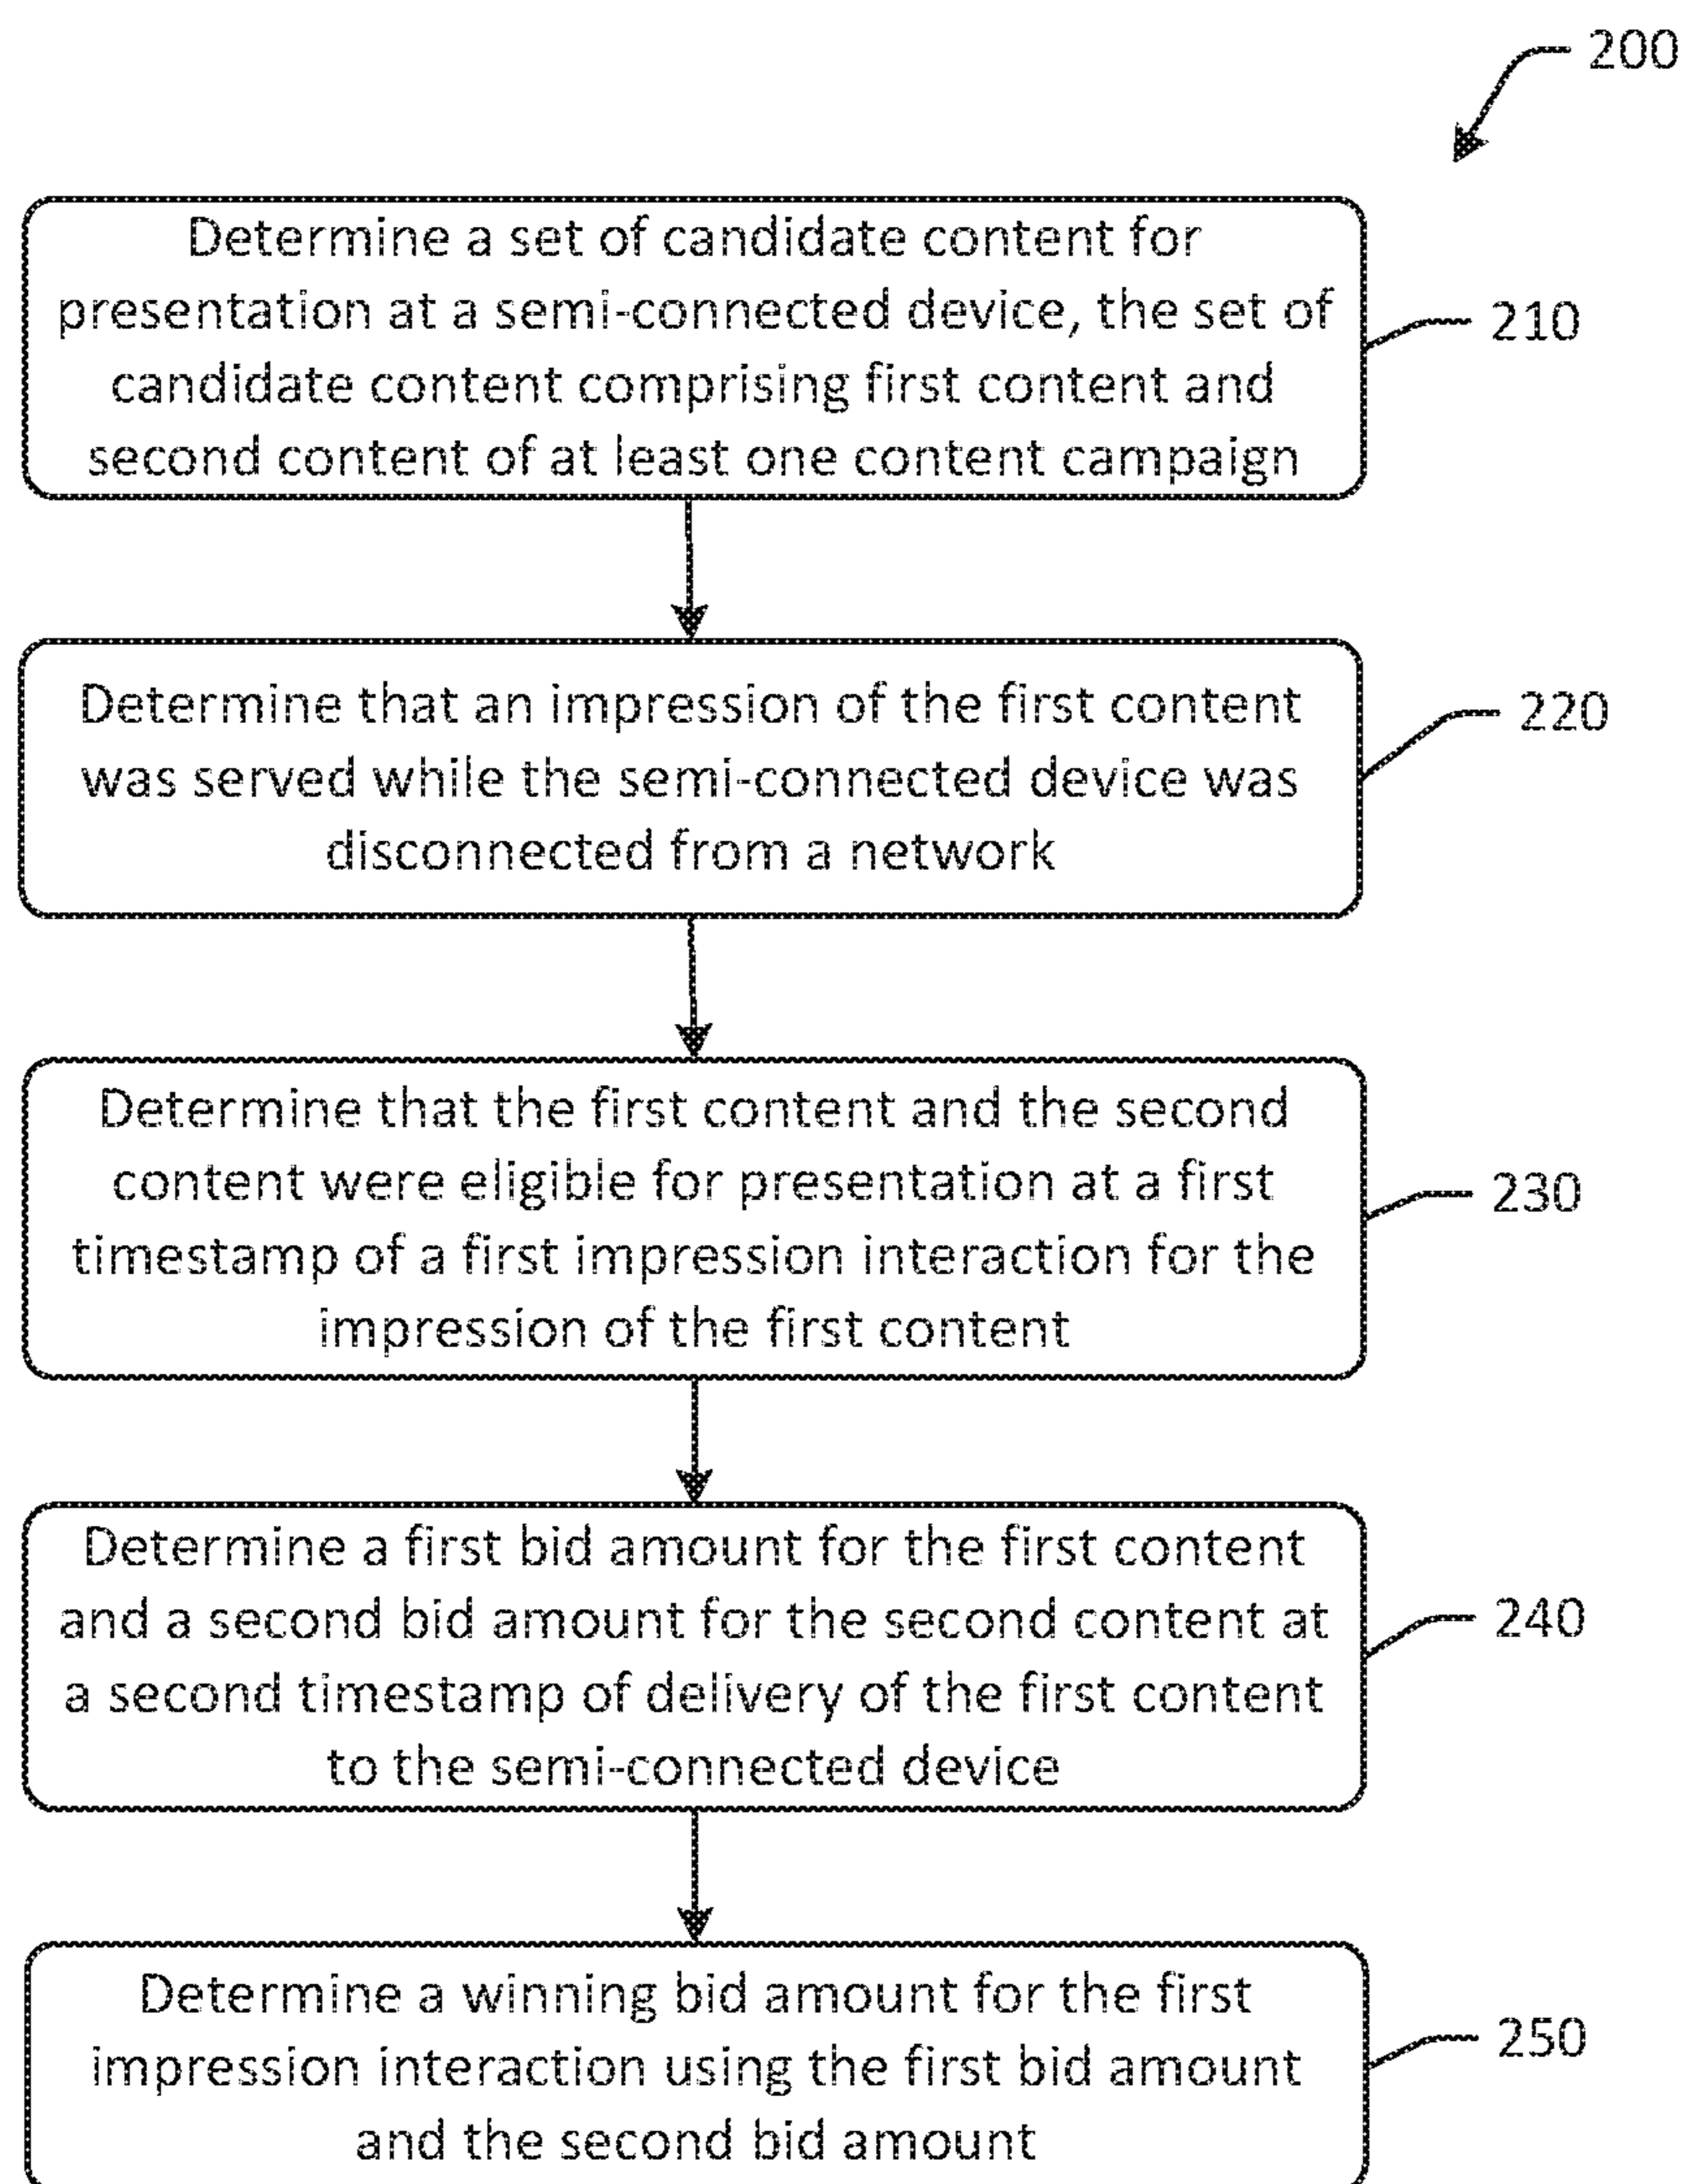 200
Determine a set of candidate content for
presentation at a semi-connected device, the set of
candidate content comprising first content and
second content of at least one content campaign
210
Determine that an impression of the first content
was served while the semi-connected device was
disconnected from a network
220
Determine that the first content and the second
content were eligible for presentation at a first
timestamp of a first impression interaction for the
impression of the first content
230
Determine a first bid amount for the first content
and a second bid amount for the second content at
a second timestamp of delivery of the first content
to the semi-connected device
240
Determine a winning bid amount for the first
impression interaction using the first bid amount
and the second bid amount
250